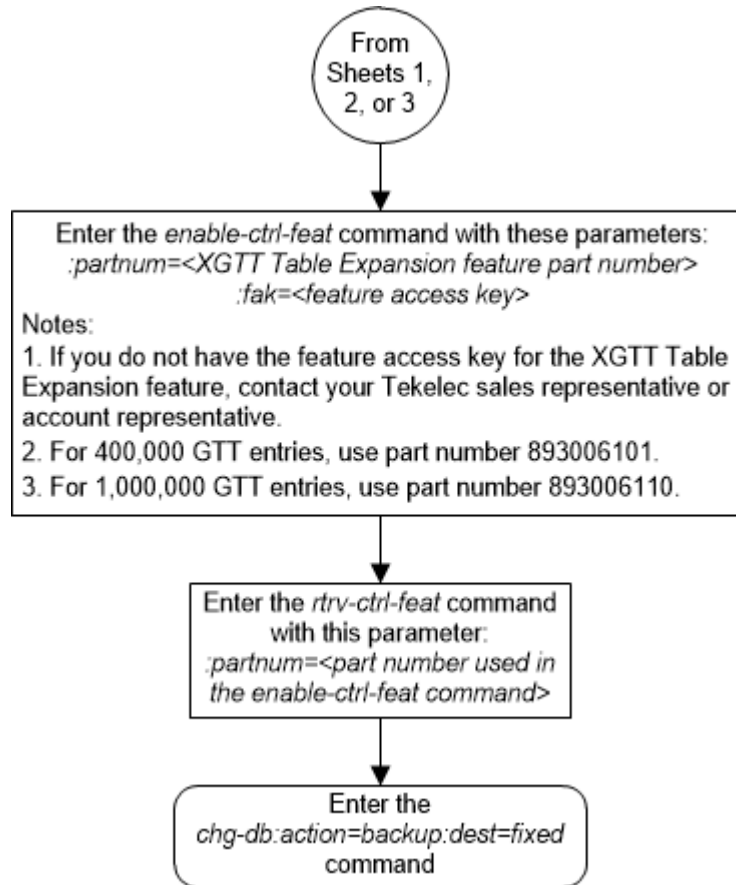 From
Sheets 1,
2, or 3
Enter the enable-ctrl-feat command with these parameters:
:partnum=<XGTT Table Expansion feature part number>
:fak=<feature access key>
Notes:
1. If you do not have the feature access key for the XGTT Table
Expansion feature, contact your Tekelec sales representative or
account representative.
2. For 400,000 GTT entries, use part number 893006101.
3. For 1,000,000 GTT entries, use part number 893006110.
Enter the rtrv-ctrl-feat command
with this parameter:
:partnum=<part number used in
the enable-ctrl-feat command>
Enter the
chg-db:action=backup:dest=fixed
command